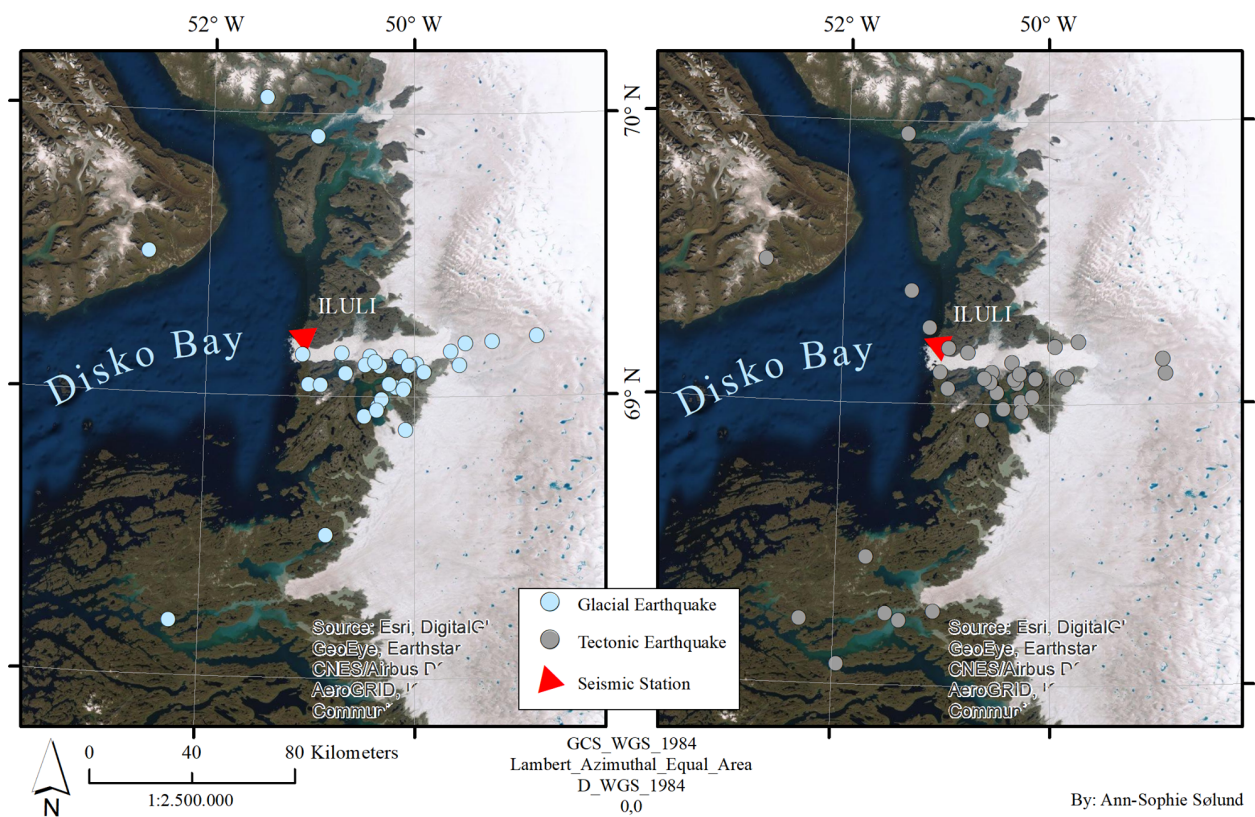 52° W
50° W
52° W
50° W
70° N
69° N
ILULI
Disko Bay
ILULI
Disko Bay
Source: Esri, DigitalG
GeoEye, Earthstar
CNES/Airbus
AeroGRID,
Commun
Source: Esri, DigitalG
GeoEye, Earthstar
CNES/Airbus
AeroGRID,
Commun
Glacial Earthquake
Tectonic Earthquake
Seismic Station
N
0 40 80 Kilometers
1:2.500.000
GCS_WGS_1984
Lambert_Azimuthal_Equal_Area
D_WGS_1984
0,0
By: Ann-Sophie Sølund